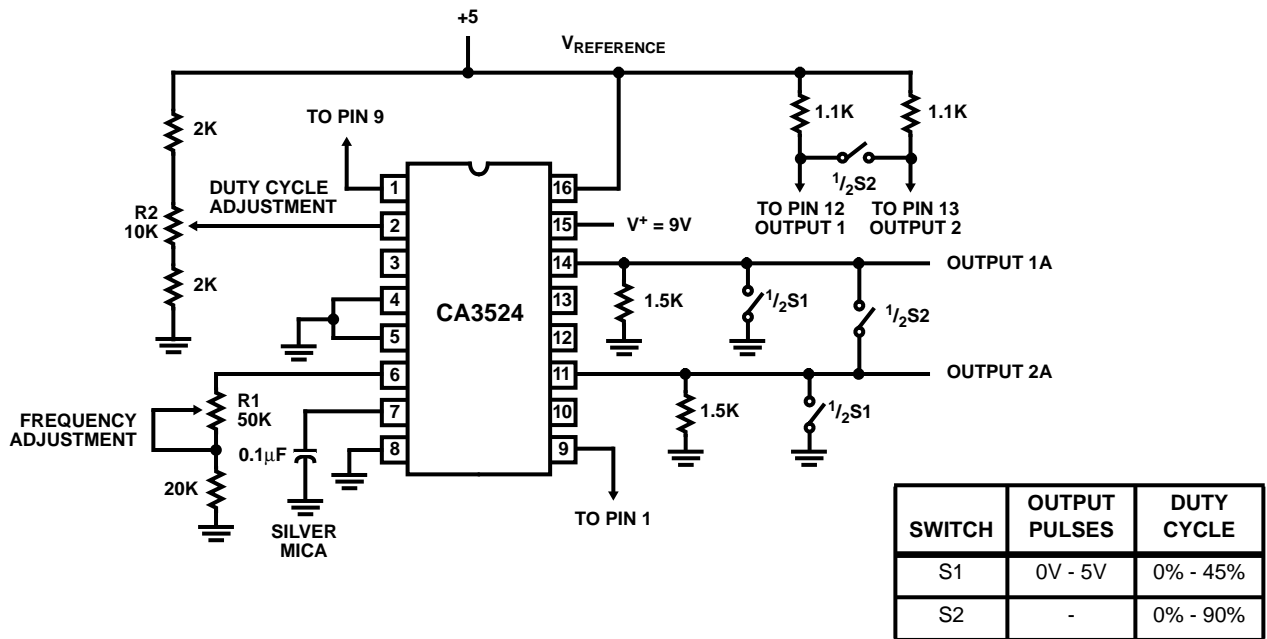 +5
VREFERENCE
2K
TO PIN 9
1.1K
1.1K
DUTY CYCLE
ADJUSTMENT
R2
10K
2K
1/2S2
TO PIN 12
OUTPUT 1
TO PIN 13
OUTPUT 2
V+ = 9V
CA3524
1
2
3
4
5
6
7
8
16
15
14
13
12
11
10
9
OUTPUT 1A
1.5K
1/2S1
1/2S2
OUTPUT 2A
1.5K
1/2S1
R1
50K
FREQUENCY
ADJUSTMENT
20K
0.1μF
SILVER
MICA
TO PIN 1
SWITCH OUTPUT PULSES DUTY CYCLE
S1 0V - 5V 0% - 45%
S2 - 0% - 90%